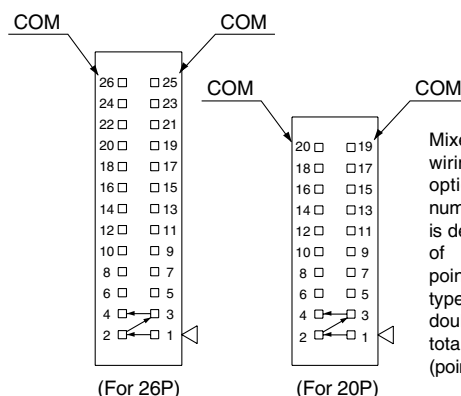 COM
COM
26 25
24 23
22 21
20 19
18 17
16 15
14 13
12 11
10 9
8 7
6 5
4 3
2 1
(For 26P)
COM
COM
20 19
18 17
16 15
14 13
12 11
10 9
8 7
6 5
4 3
2 1
(For 20P)
Mixe
wirin
opti
num
is de
of
poin
type
dou
tota
(poin